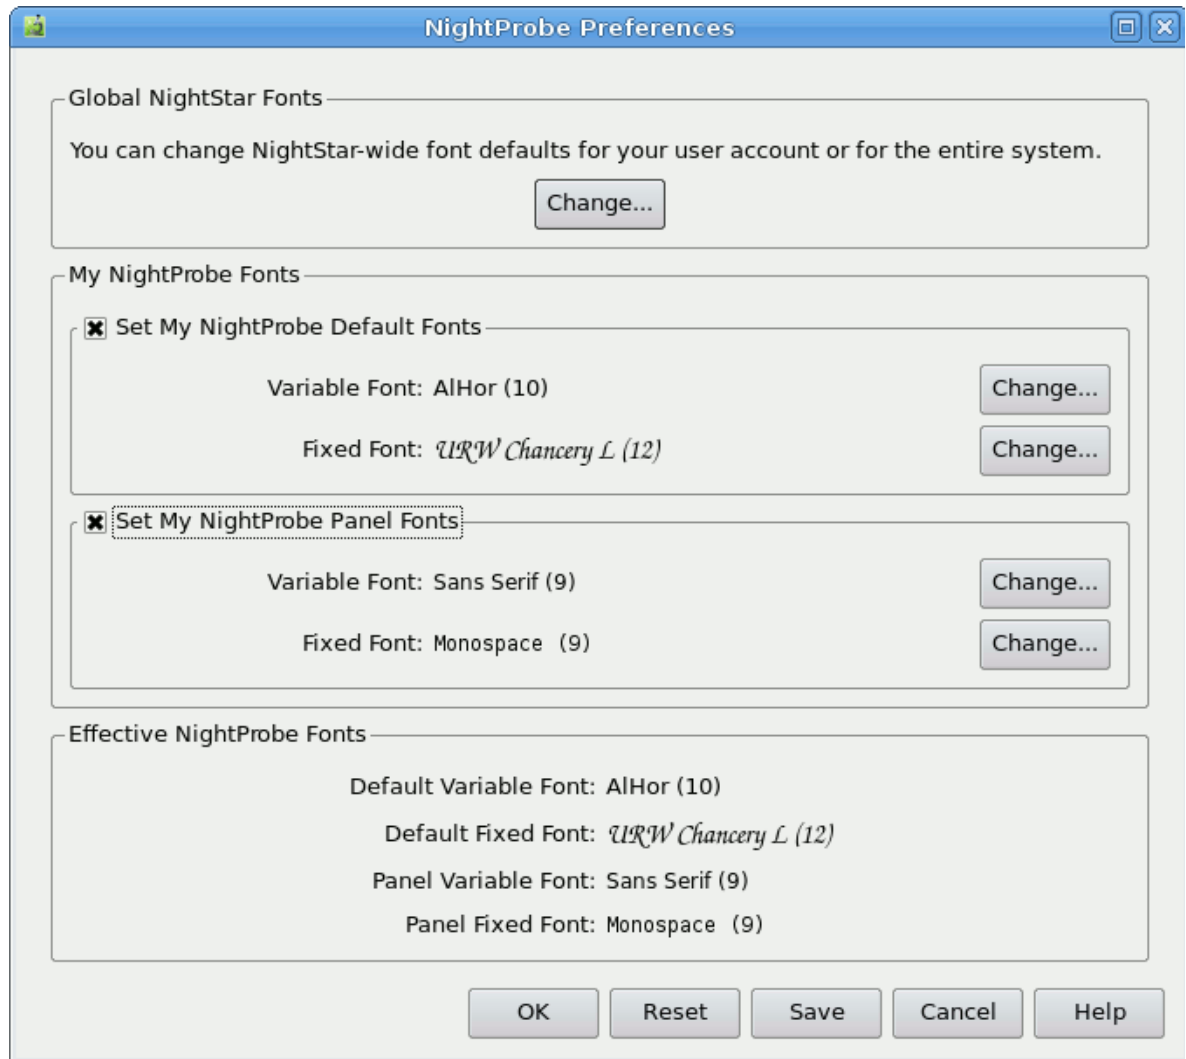 NightProbe Preferences
Global NightStar Fonts
You can change NightStar-wide font defaults for your user account or for the entire system.
Change...
My NightProbe Fonts
Set My NightProbe Default Fonts
Variable Font: AlHor (10) Change...
Fixed Font: URW Chancery L (12) Change...
Set My NightProbe Panel Fonts
Variable Font: Sans Serif (9) Change...
Fixed Font: Monospace (9) Change...
Effective NightProbe Fonts
Default Variable Font: AlHor (10)
Default Fixed Font: URW Chancery L (12)
Panel Variable Font: Sans Serif (9)
Panel Fixed Font: Monospace (9)
OK Reset Save Cancel Help